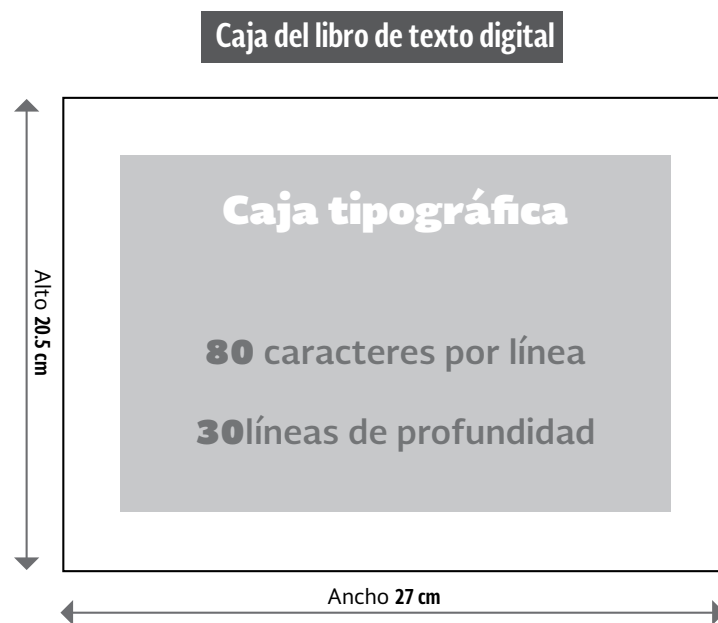 Caja del libro de texto digital
Caja tipográfica
Alto 20.5 cm
80 caracteres por línea
30líneas de profundidad
Ancho 27 cm